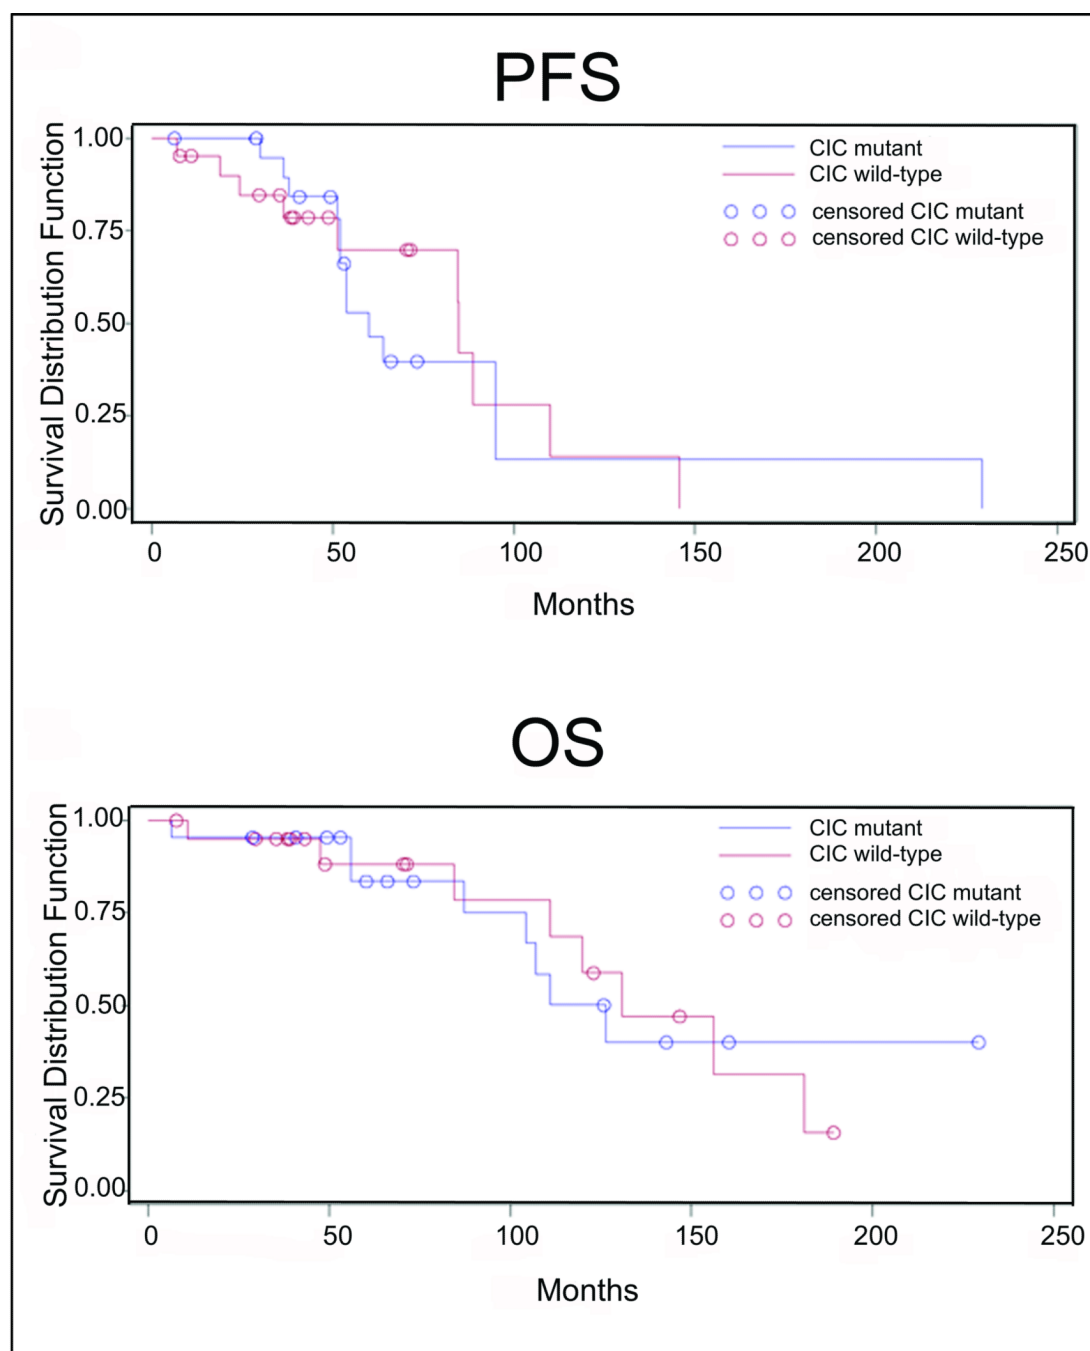 PFS
Survival Distribution Function
1.00
0.75
0.50
0.25
0.00
CIC mutant
CIC wild-type
censored CIC mutant
censored CIC wild-type
0 50 100 150 200 250
Months
OS
Survival Distribution Function
1.00
0.75
0.50
0.25
0.00
CIC mutant
CIC wild-type
censored CIC mutant
censored CIC wild-type
0 50 100 150 200 250
Months